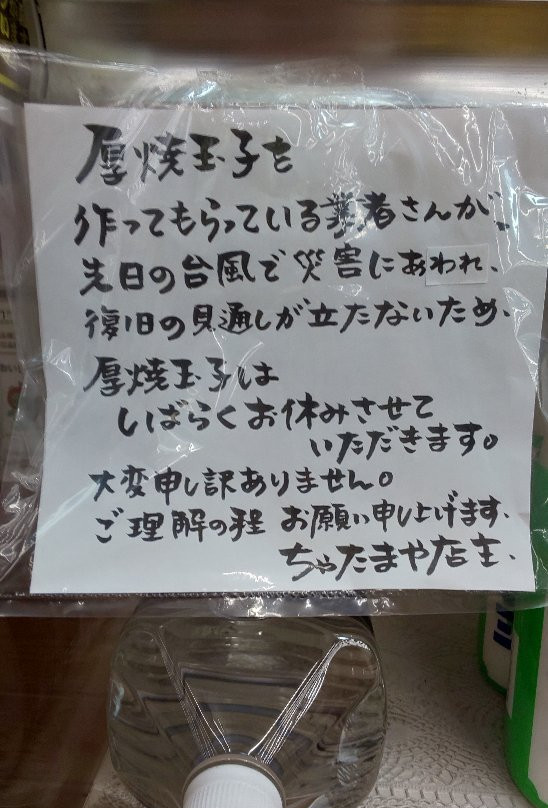 厚焼玉子を
作ってもらっている業者さんが、
先日の台風で災害にあわれ、
復旧の見通しが立たないため、
厚焼玉子は
しばらくお休みさせて
いただきます。
大変申し訳ありません。
ご理解の程 お願い申し上げます、
ちゃたまや店主、